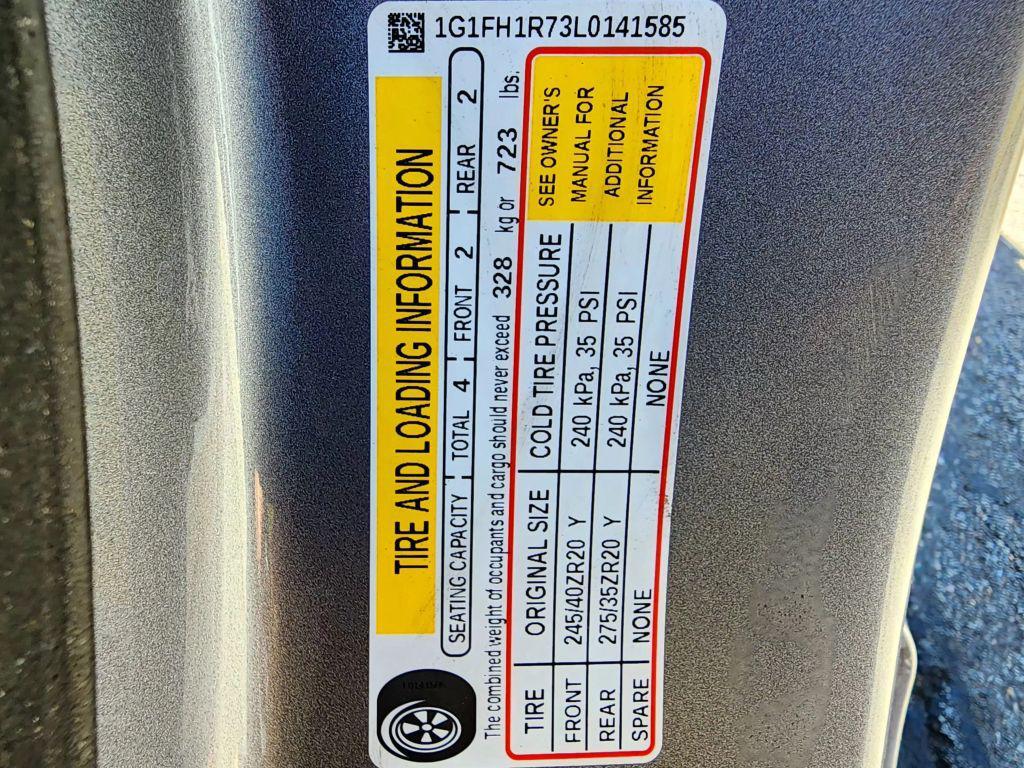 1G1FH1R73L0141585
TIRE AND LOADING INFORMATION
SEATING CAPACITY TOTAL 4 FRONT 2 REAR 2
The combined weight of occupants and cargo should never exceed 328 kg or 723 lbs.
TIRE ORIGINAL SIZE COLD TIRE PRESSURE
FRONT 245/40ZR20 Y 240 kPa, 35 PSI
REAR 275/35ZR20 Y 240 kPa, 35 PSI
SPARE NONE NONE
SEE OWNER'S
MANUAL FOR
ADDITIONAL
INFORMATION